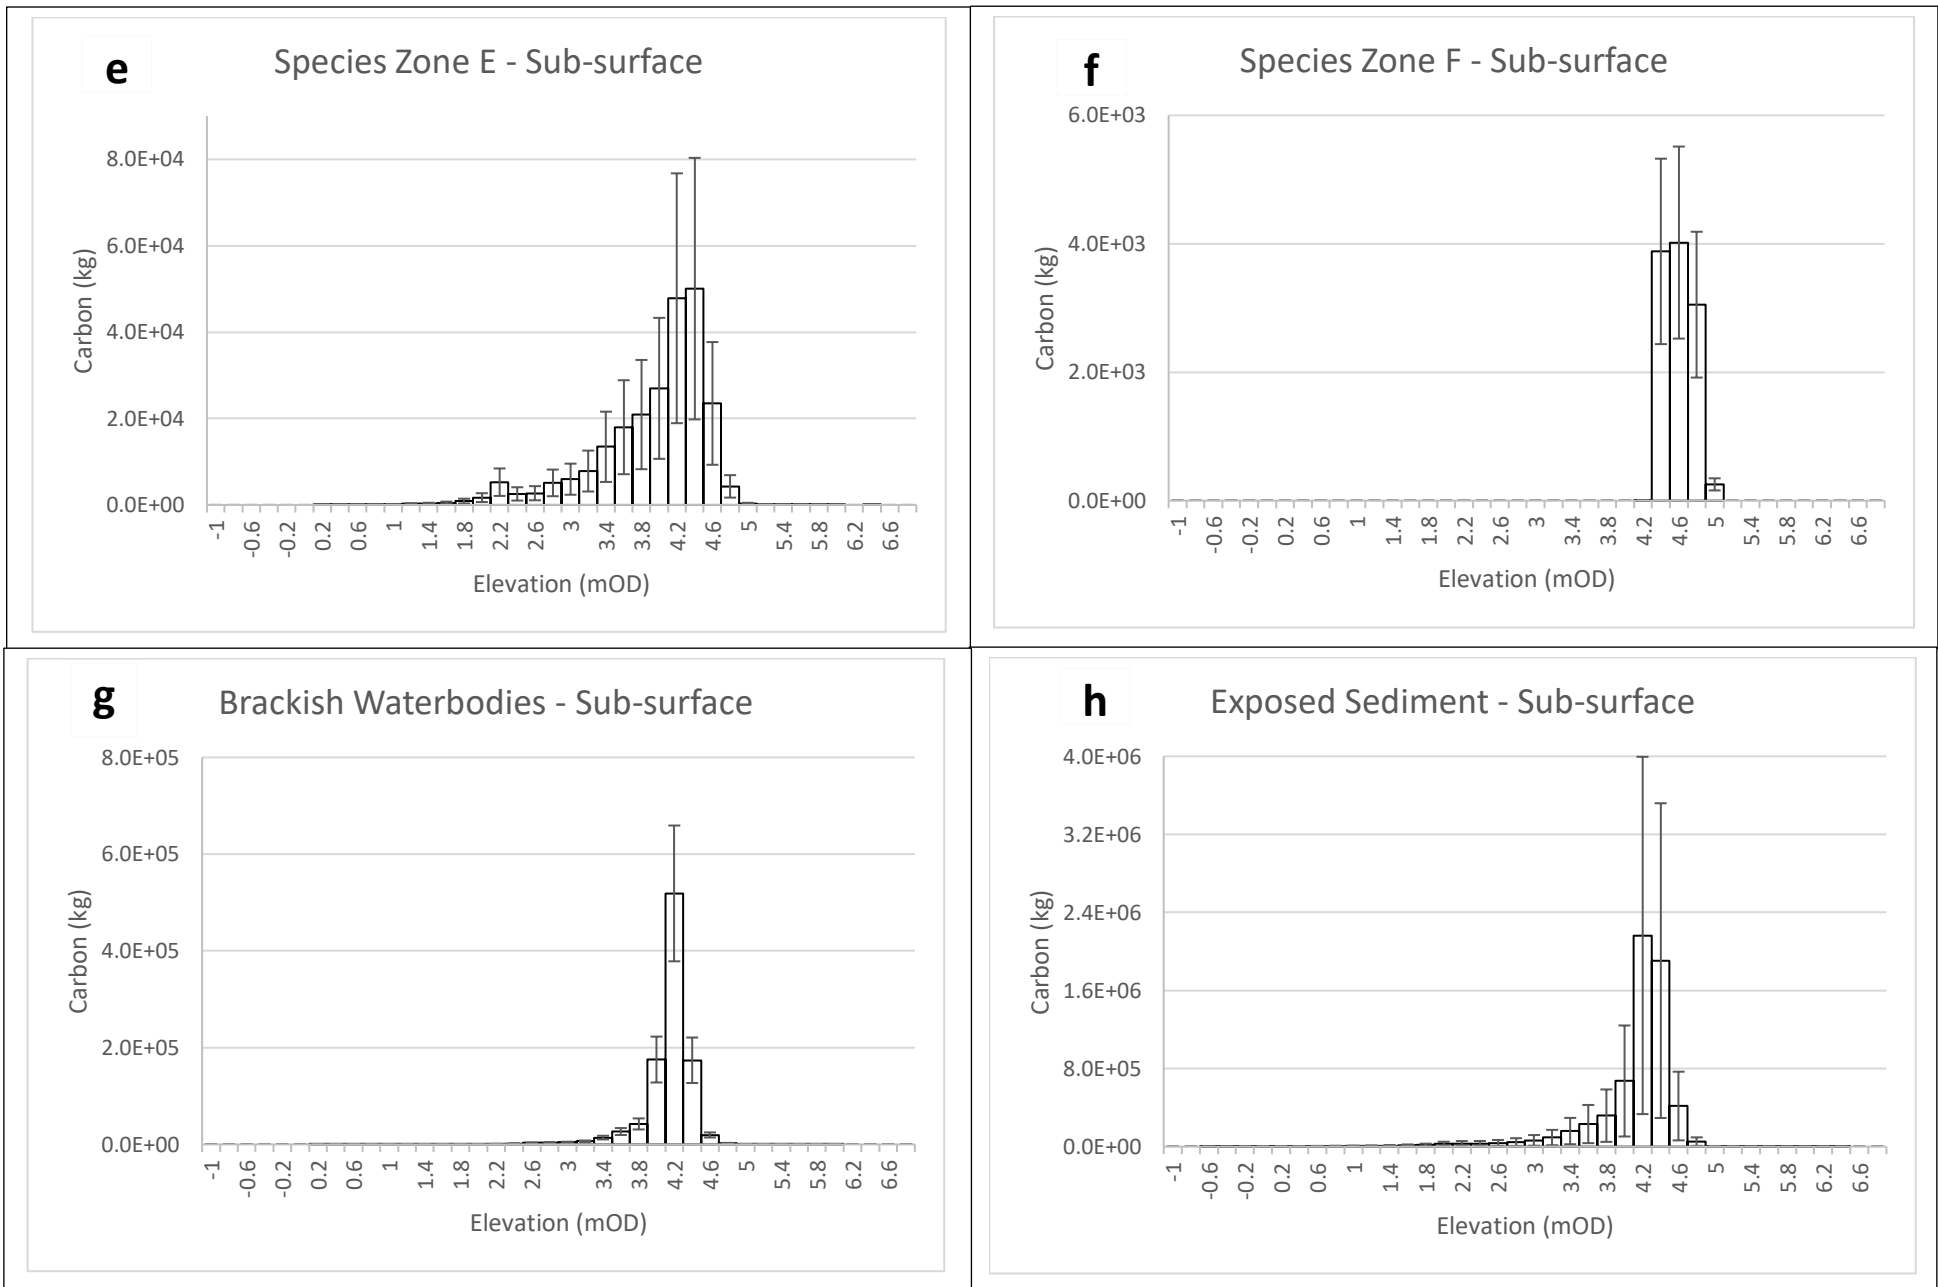 e
Species Zone E - Sub-surface
8.0E+04
6.0E+04
4.0E+04
2.0E+04
0.0E+00
Carbon (kg)
-1 -0.6 -0.2 0.2 0.6 1 1.4 1.8 2.2 2.6 3 3.4 3.8 4.2 4.6 5 5.4 5.8 6.2 6.6
Elevation (mOD)
f
Species Zone F - Sub-surface
6.0E+03
4.0E+03
2.0E+03
0.0E+00
Carbon (kg)
-1 -0.6 -0.2 0.2 0.6 1 1.4 1.8 2.2 2.6 3 3.4 3.8 4.2 4.6 5 5.4 5.8 6.2 6.6
Elevation (mOD)
g
Brackish Waterbodies - Sub-surface
8.0E+05
6.0E+05
4.0E+05
2.0E+05
0.0E+00
Carbon (kg)
-1 -0.6 -0.2 0.2 0.6 1 1.4 1.8 2.2 2.6 3 3.4 3.8 4.2 4.6 5 5.4 5.8 6.2 6.6
Elevation (mOD)
h
Exposed Sediment - Sub-surface
4.0E+06
3.2E+06
2.4E+06
1.6E+06
8.0E+05
0.0E+00
Carbon (kg)
-1 -0.6 -0.2 0.2 0.6 1 1.4 1.8 2.2 2.6 3 3.4 3.8 4.2 4.6 5 5.4 5.8 6.2 6.6
Elevation (mOD)